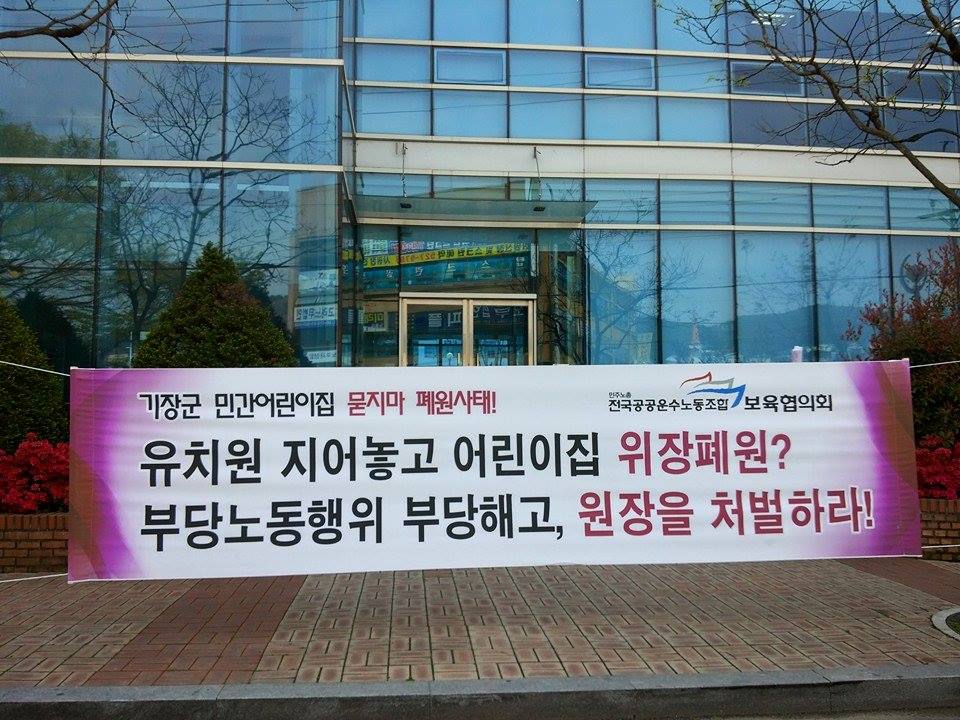 기장군 민간어린이집 묻지마 폐원사태!
민주노총
전국공공운수노동조합 보육협의회
유치원 지어놓고 어린이집 위장폐원?
부당노동행위 부당해고, 원장을 처벌하라!